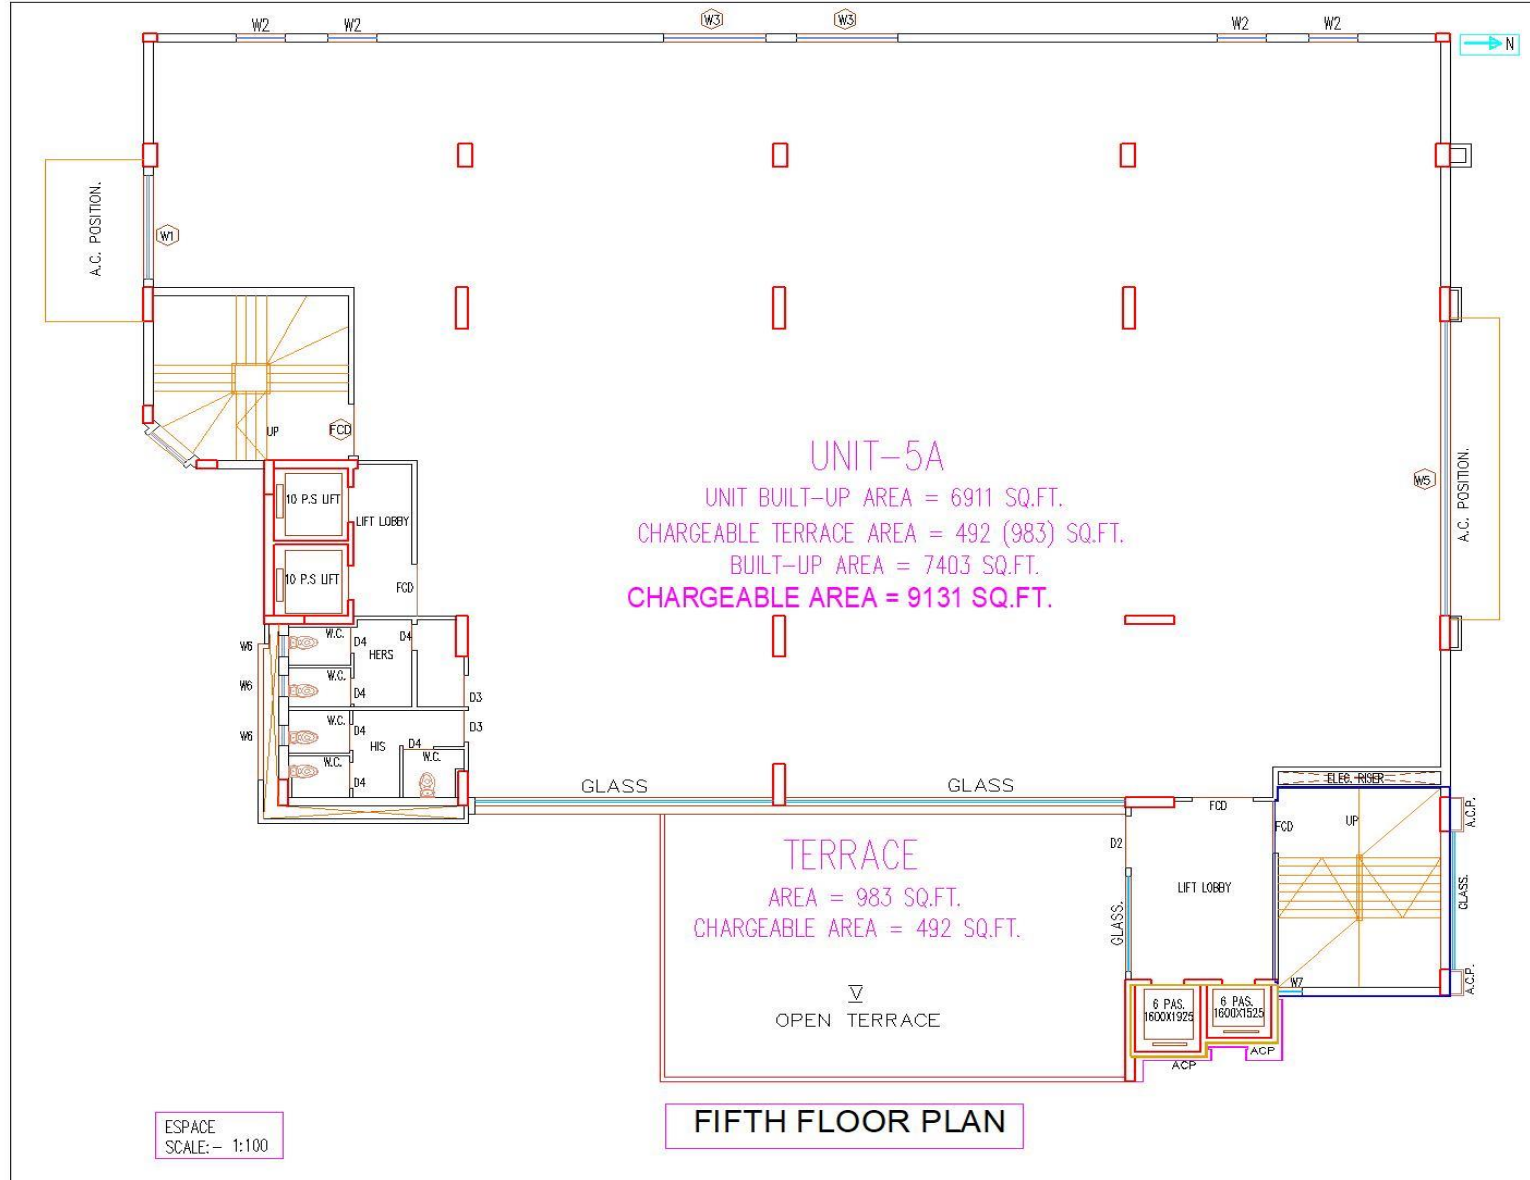 W2
W2
W3
W3
W2
W2
N
A.C. POSITION.
W1
UP
FCD
10 P.S LIFT
LIFT LOBBY
10 P.S LIFT
FCD
UNIT-5A
UNIT BUILT-UP AREA = 6911 SQ.FT.
CHARGEABLE TERRACE AREA = 492 (983) SQ.FT.
BUILT-UP AREA = 7403 SQ.FT.
CHARGEABLE AREA = 9131 SQ.FT.
W5
A.C. POSITION.
W6
W.C.
D4
HERS
D4
W6
W.C.
D4
D3
W6
W.C.
D4
HIS
D4
D3
W.C.
D4
W.C.
GLASS
GLASS
ELEC. RISER
FCD
FCD
UP
A.C.P.
D2
LIFT LOBBY
GLASS.
GLASS.
TERRACE
AREA = 983 SQ.FT.
CHARGEABLE AREA = 492 SQ.FT.
OPEN TERRACE
W7
A.C.P.
6 PAS.
1600X1925
6 PAS.
1600X1525
ACP
ACP
ESPACE
SCALE:- 1:100
FIFTH FLOOR PLAN